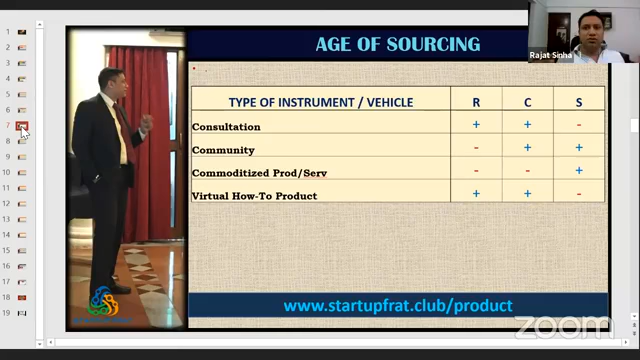 1
2
3
4
5
6
7
8
9
10
11
12
13
14
15
16
17
18
19
AGE OF SOURCING
Rajat Sinha
TYPE OF INSTRUMENT / VEHICLE R C S
Consultation + + -
Community - + +
Commoditized Prod/Serv - - +
Virtual How-To Product + + -
www.startupfrat.club/product
zoom